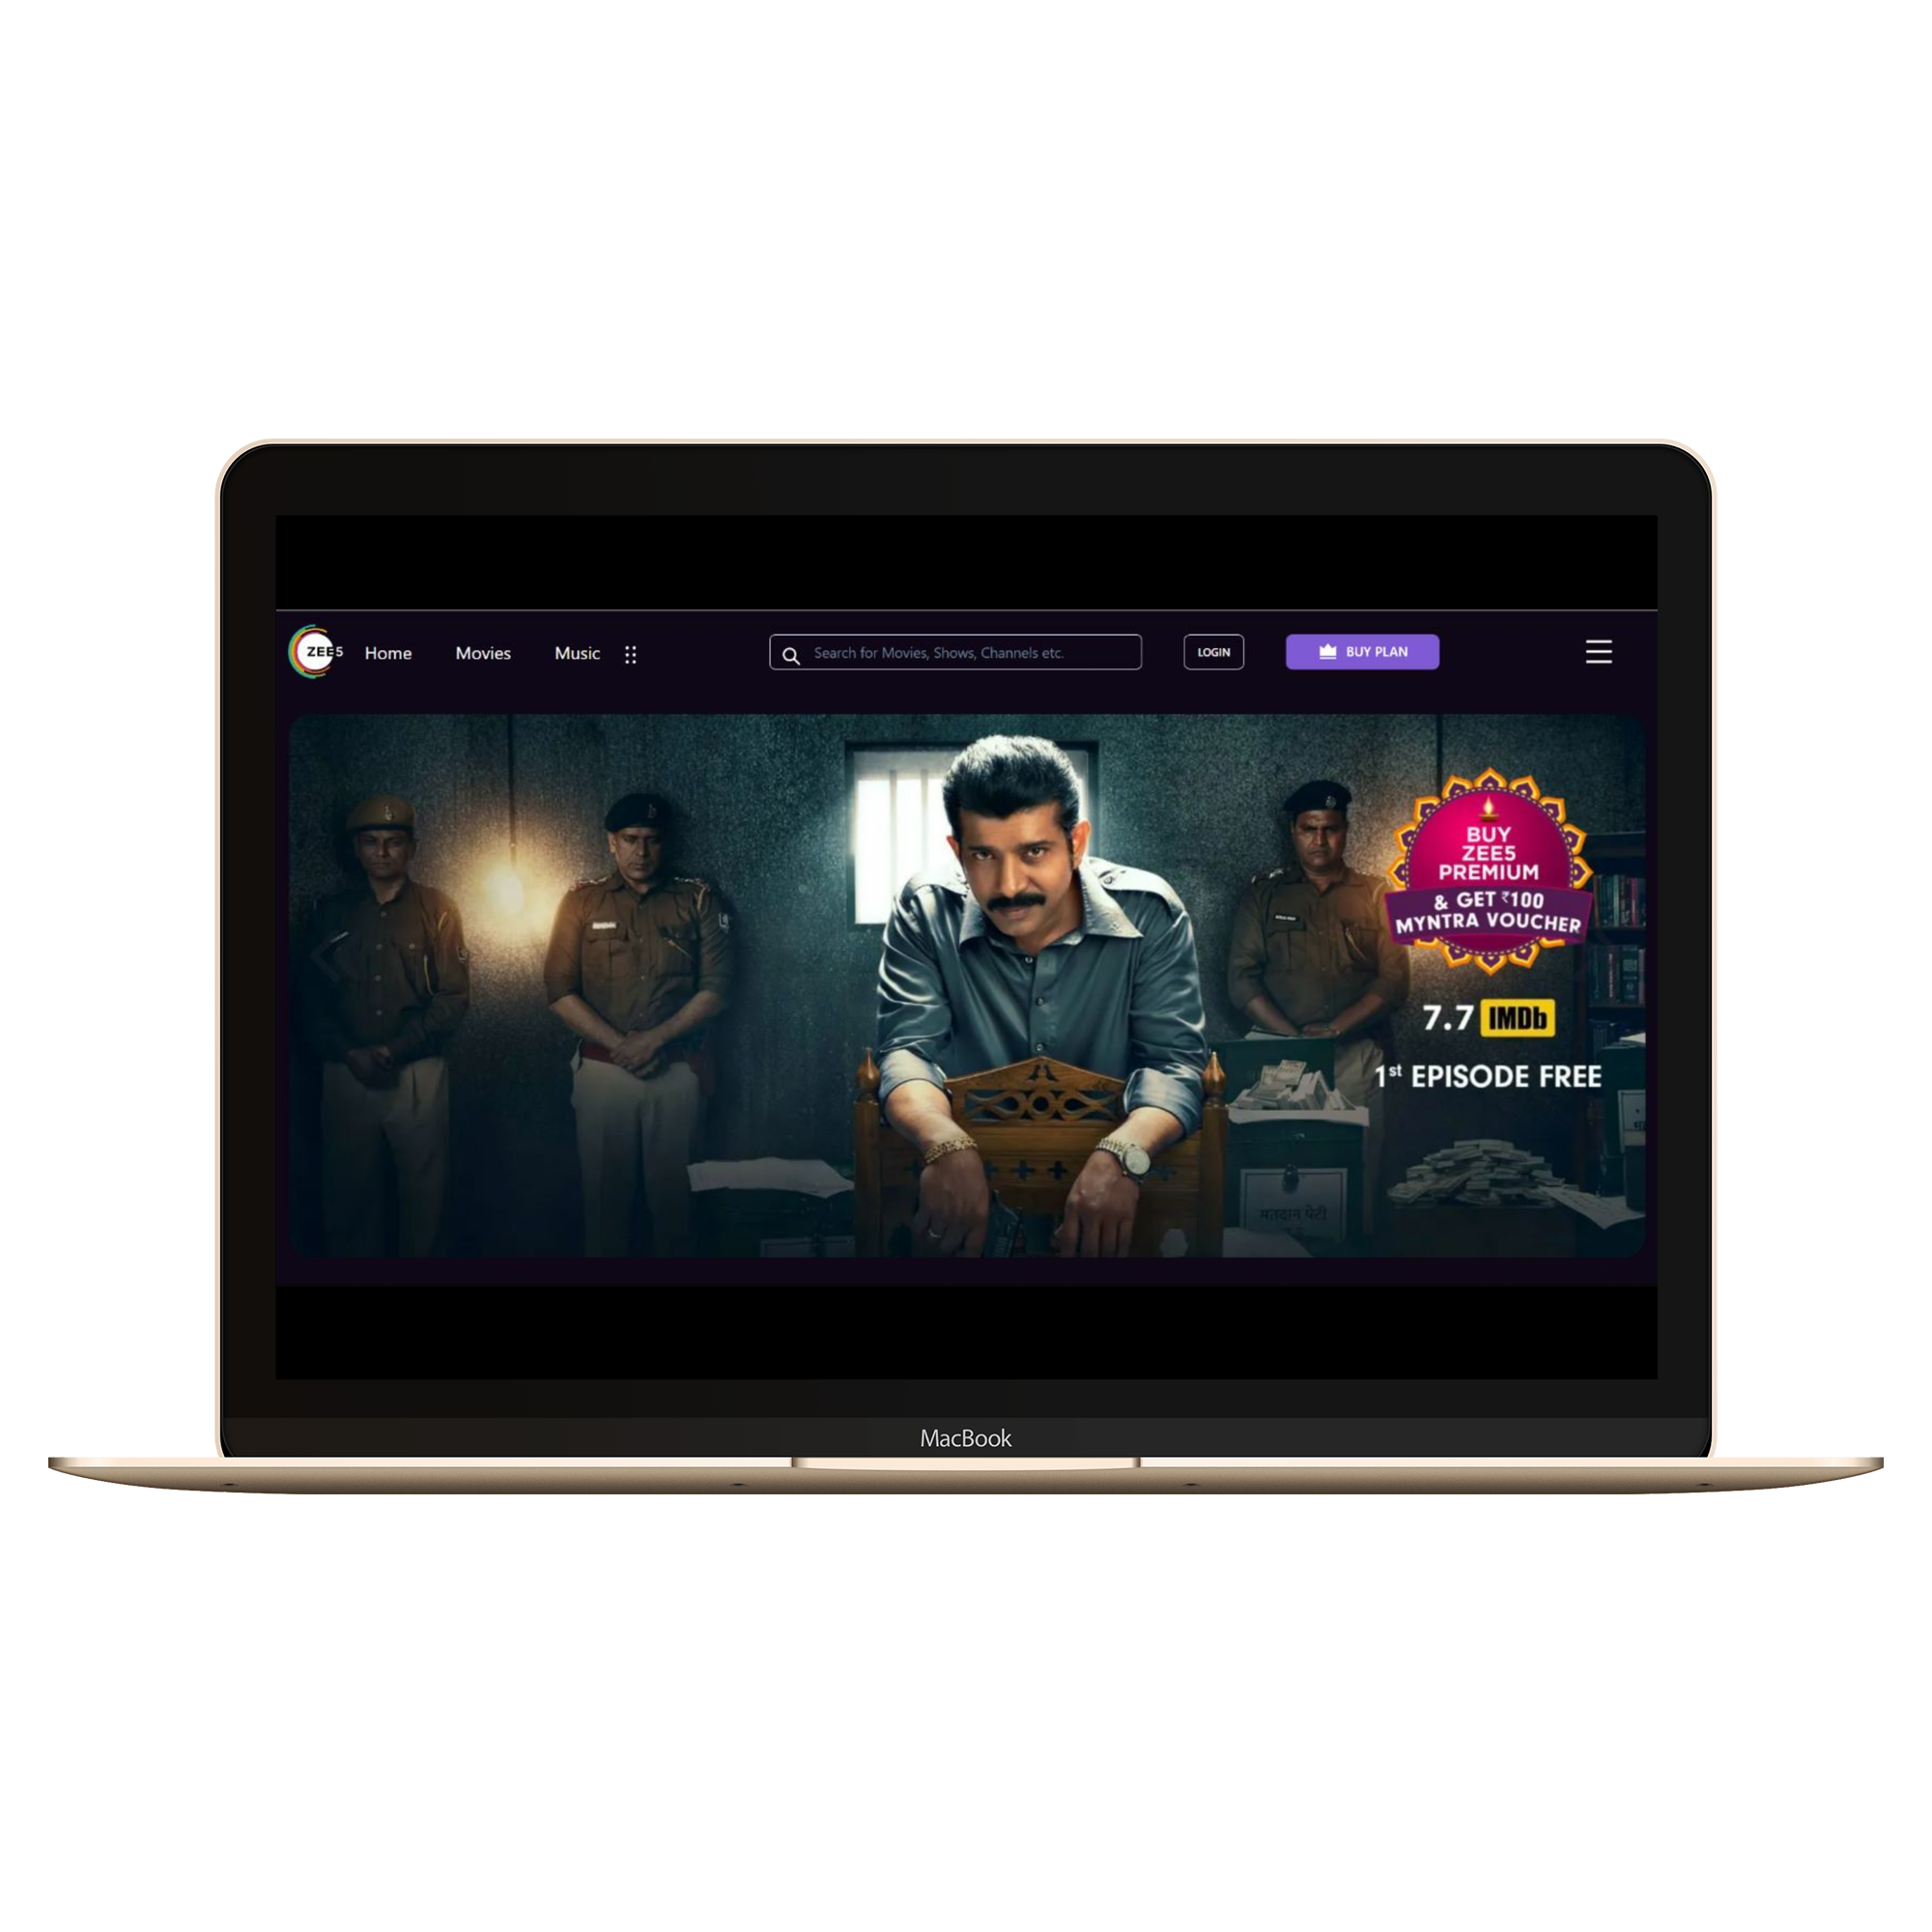 ZEE5
Home
Movies
Music
Search for Movies, Shows, Channels etc.
LOGIN
BUY PLAN
BUY
ZEE5
PREMIUM
& GET ₹100
MYNTRA VOUCHER
7.7 IMDb
1st EPISODE FREE
मतदान पेटी
MacBook